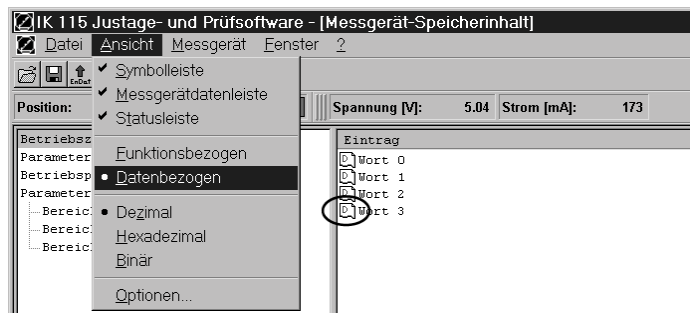 IK 115 Justage- und Prüfsoftware - [Messgerät-Speicherinhalt]
Datei Ansicht Messgerät Fenster ?
EnDat
Symbolleiste
Messgerätdatenleiste
Statusleiste
Funktionsbezogen
Datenbezogen
Dezimal
Hexadezimal
Binär
Optionen...
Position:
Spannung [V]: 5.04 Strom [mA]: 173
Betriebsz
Parameter
Betriebsp
Parameter
Bereic
Bereic
Bereic
Eintrag
D Wort 0
D Wort 1
D Wort 2
D Wort 3